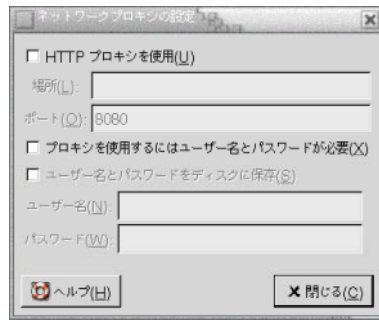 ネットワークプロキシの設定
HTTP プロキシを使用(U)
場所(L):
ポート(O): 8080
プロキシを使用するにはユーザー名とパスワードが必要(X)
ユーザー名とパスワードをディスクに保存(S)
ユーザー名(N):
パスワード(W):
ヘルプ(H)
閉じる(C)